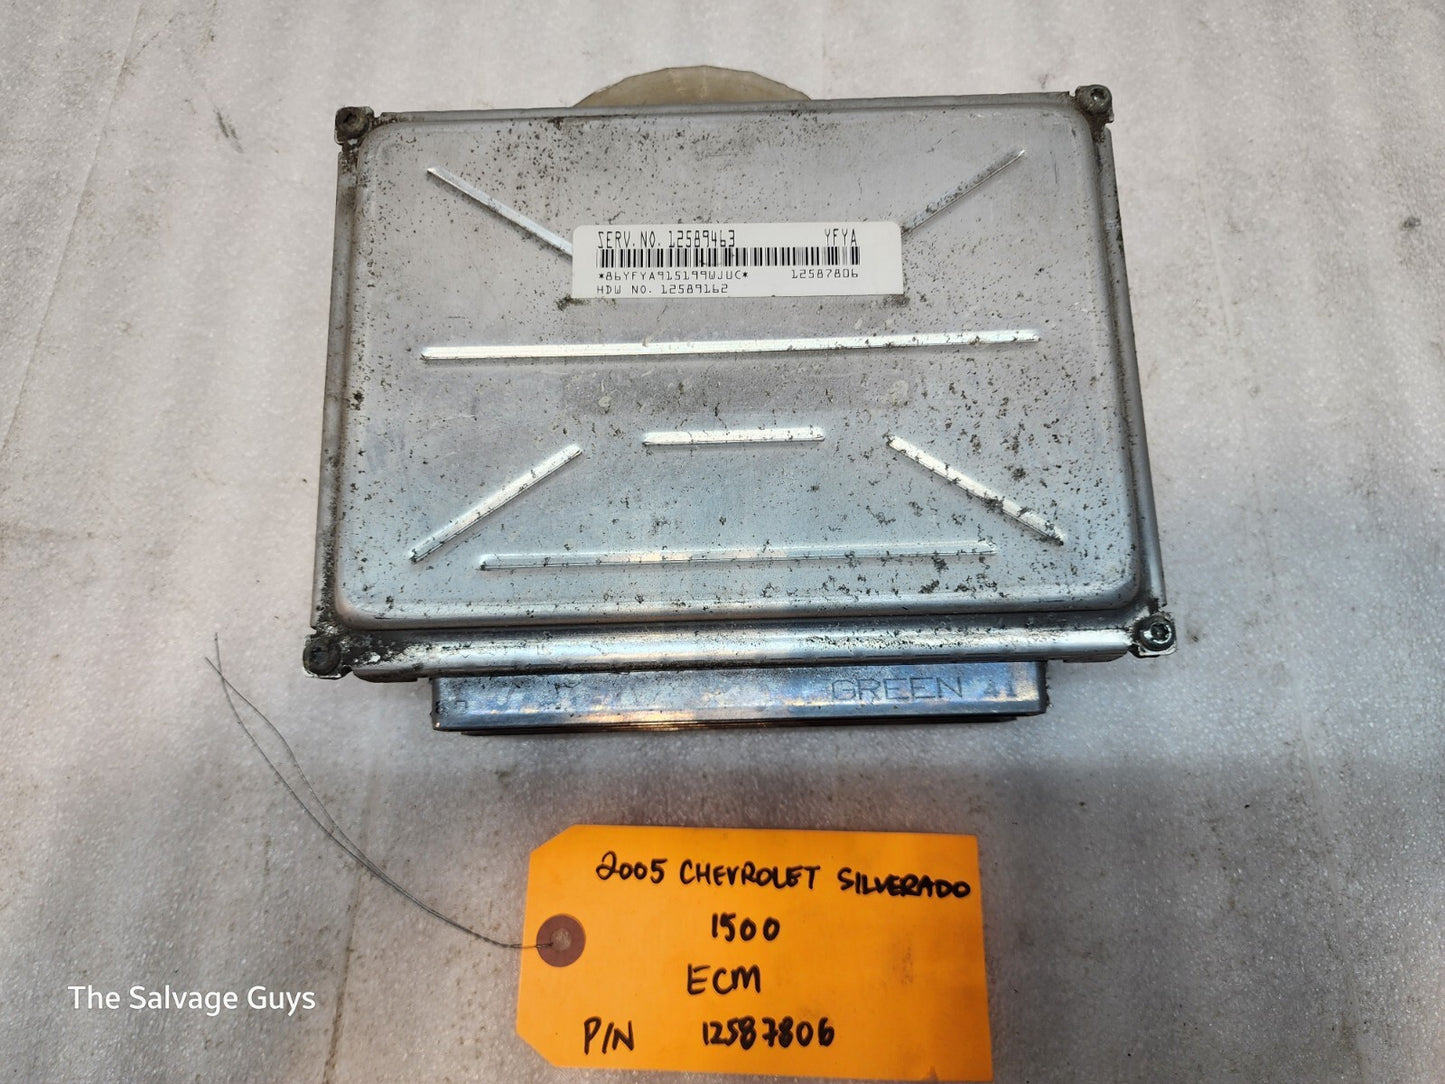 SERV.NO. 12589463 YFYA
*86YFYA915199WJUC* 12587806
HDW NO. 12589162
GREEN 41
2005 CHEVROLET SILVERADO
1500
ECM
P/N 12587806
The Salvage Guys